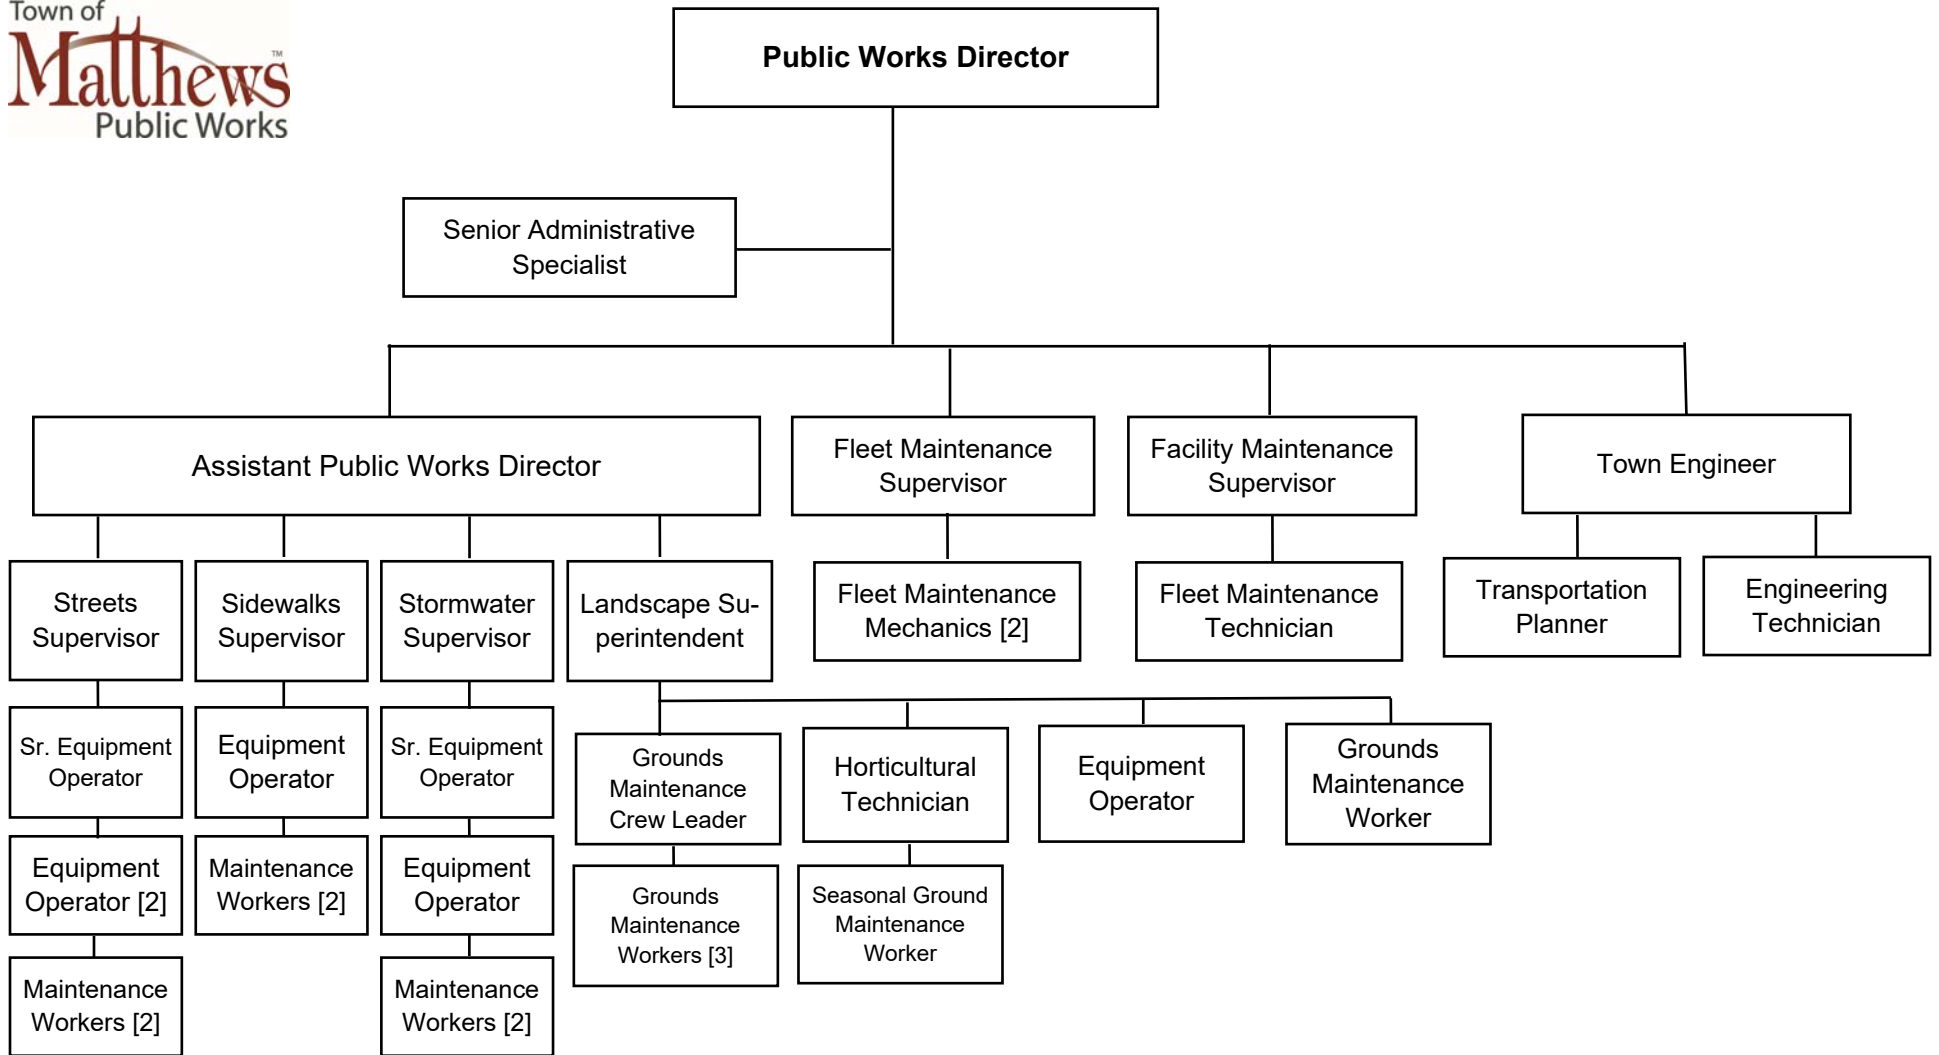 Town of
Matthews™
Public Works
Public Works Director
Senior Administrative
Specialist
Assistant Public Works Director
Fleet Maintenance
Supervisor
Facility Maintenance
Supervisor
Town Engineer
Streets
Supervisor
Sidewalks
Supervisor
Stormwater
Supervisor
Landscape Su-
perintendent
Fleet Maintenance
Mechanics [2]
Fleet Maintenance
Technician
Transportation
Planner
Engineering
Technician
Sr. Equipment
Operator
Equipment
Operator
Sr. Equipment
Operator
Grounds
Maintenance
Crew Leader
Horticultural
Technician
Equipment
Operator
Grounds
Maintenance
Worker
Equipment
Operator [2]
Maintenance
Workers [2]
Equipment
Operator
Grounds
Maintenance
Workers [3]
Seasonal Ground
Maintenance
Worker
Maintenance
Workers [2]
Maintenance
Workers [2]